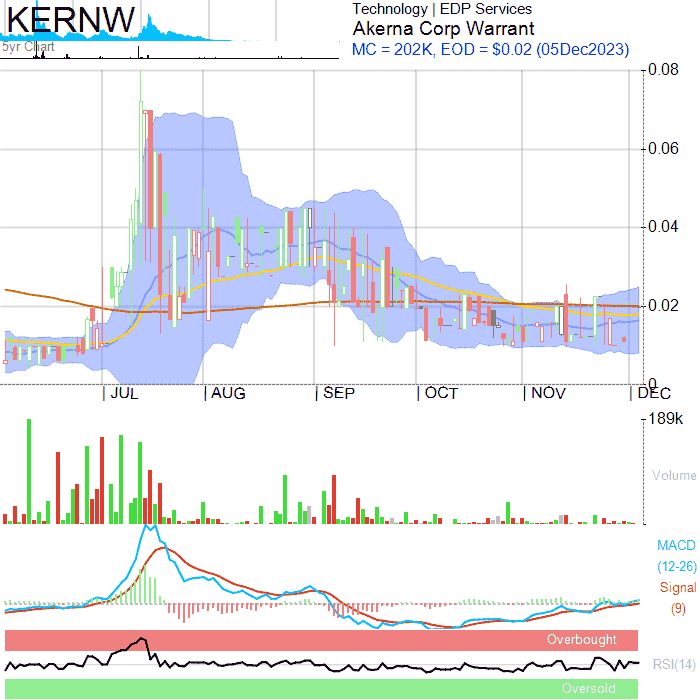 KERNW
5yr Chart
Technology | EDP Services
Akerna Corp Warrant
MC = 202K, EOD = $0.02 (05Dec2023)
0.08
0.06
0.04
0.02
0
JUL AUG SEP OCT NOV DEC
189k
Volume
MACD
(12-26)
Signal
(9)
Overbought
RSI(14)
Oversold